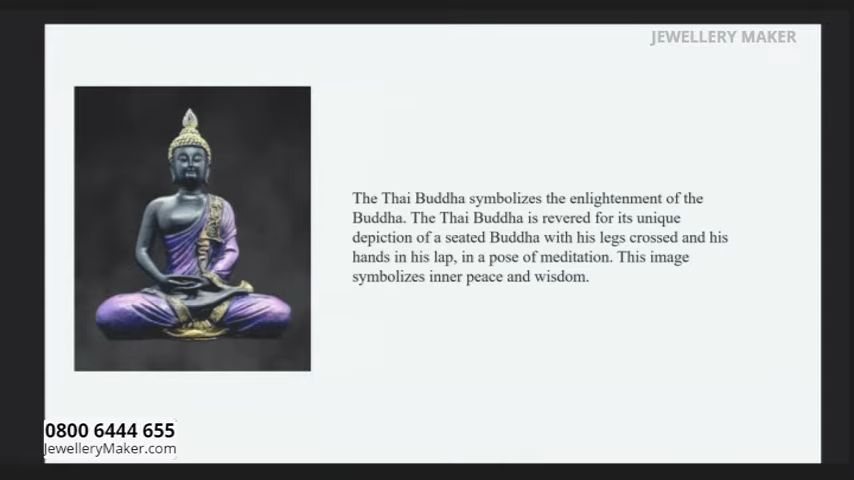 JEWELLERY MAKER
The Thai Buddha symbolizes the enlightenment of the
Buddha. The Thai Buddha is revered for its unique
depiction of a seated Buddha with his legs crossed and his
hands in his lap, in a pose of meditation. This image
symbolizes inner peace and wisdom.
0800 6444 655
JewelleryMaker.com